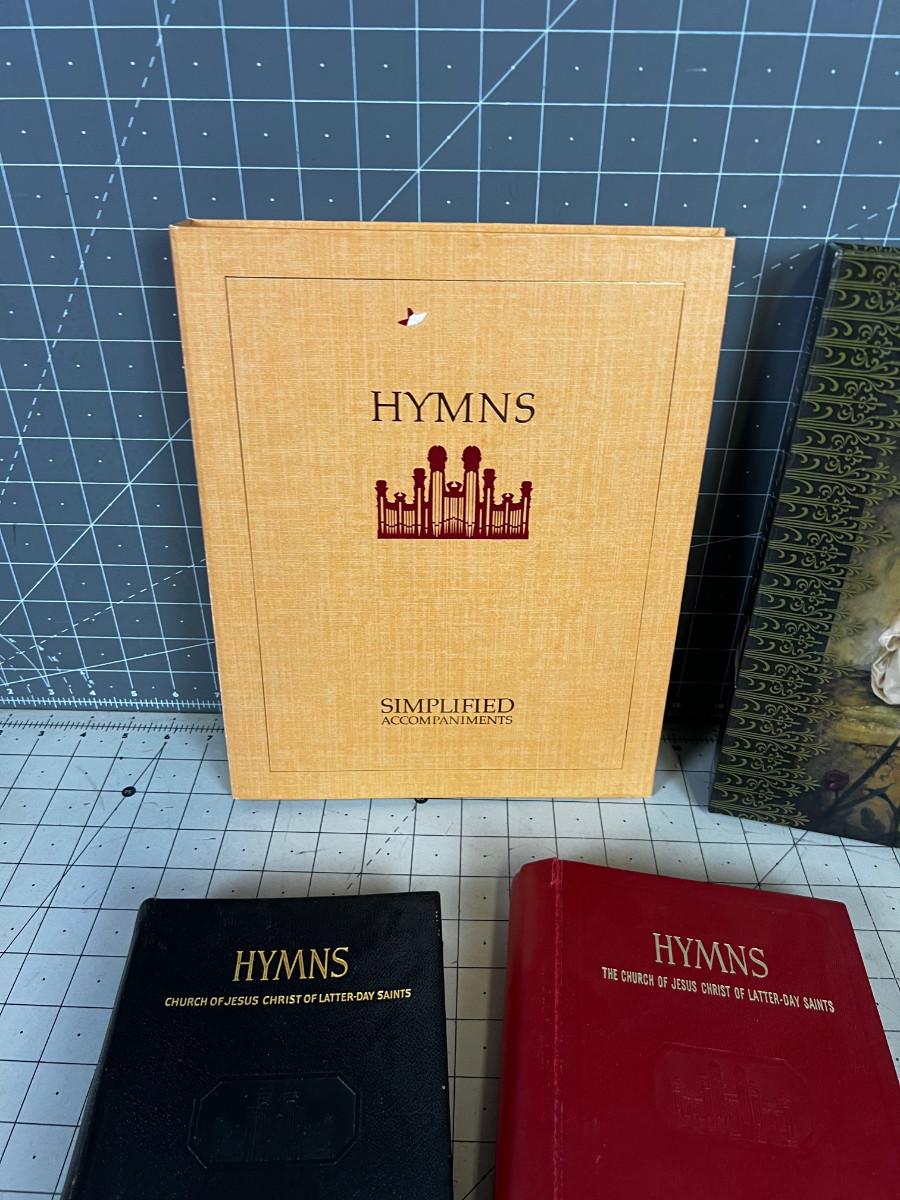 HYMNS
SIMPLIFIED
ACCOMPANIMENTS
HYMNS
CHURCH OF JESUS CHRIST OF LATTER-DAY SAINTS
HYMNS
THE CHURCH OF JESUS CHRIST OF LATTER-DAY SAINTS